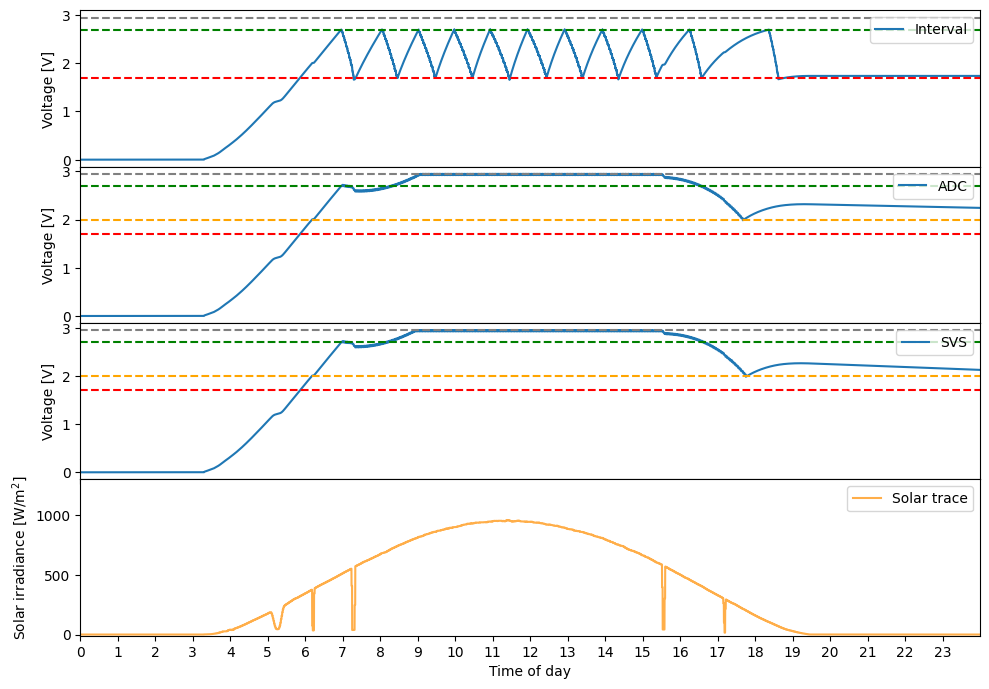 3
2
1
0
Voltage [V]
Interval
3
2
1
0
Voltage [V]
ADC
3
2
1
0
Voltage [V]
SVS
1000
500
0
Solar irradiance [W/m²]
Solar trace
0 1 2 3 4 5 6 7 8 9 10 11 12 13 14 15 16 17 18 19 20 21 22 23
Time of day